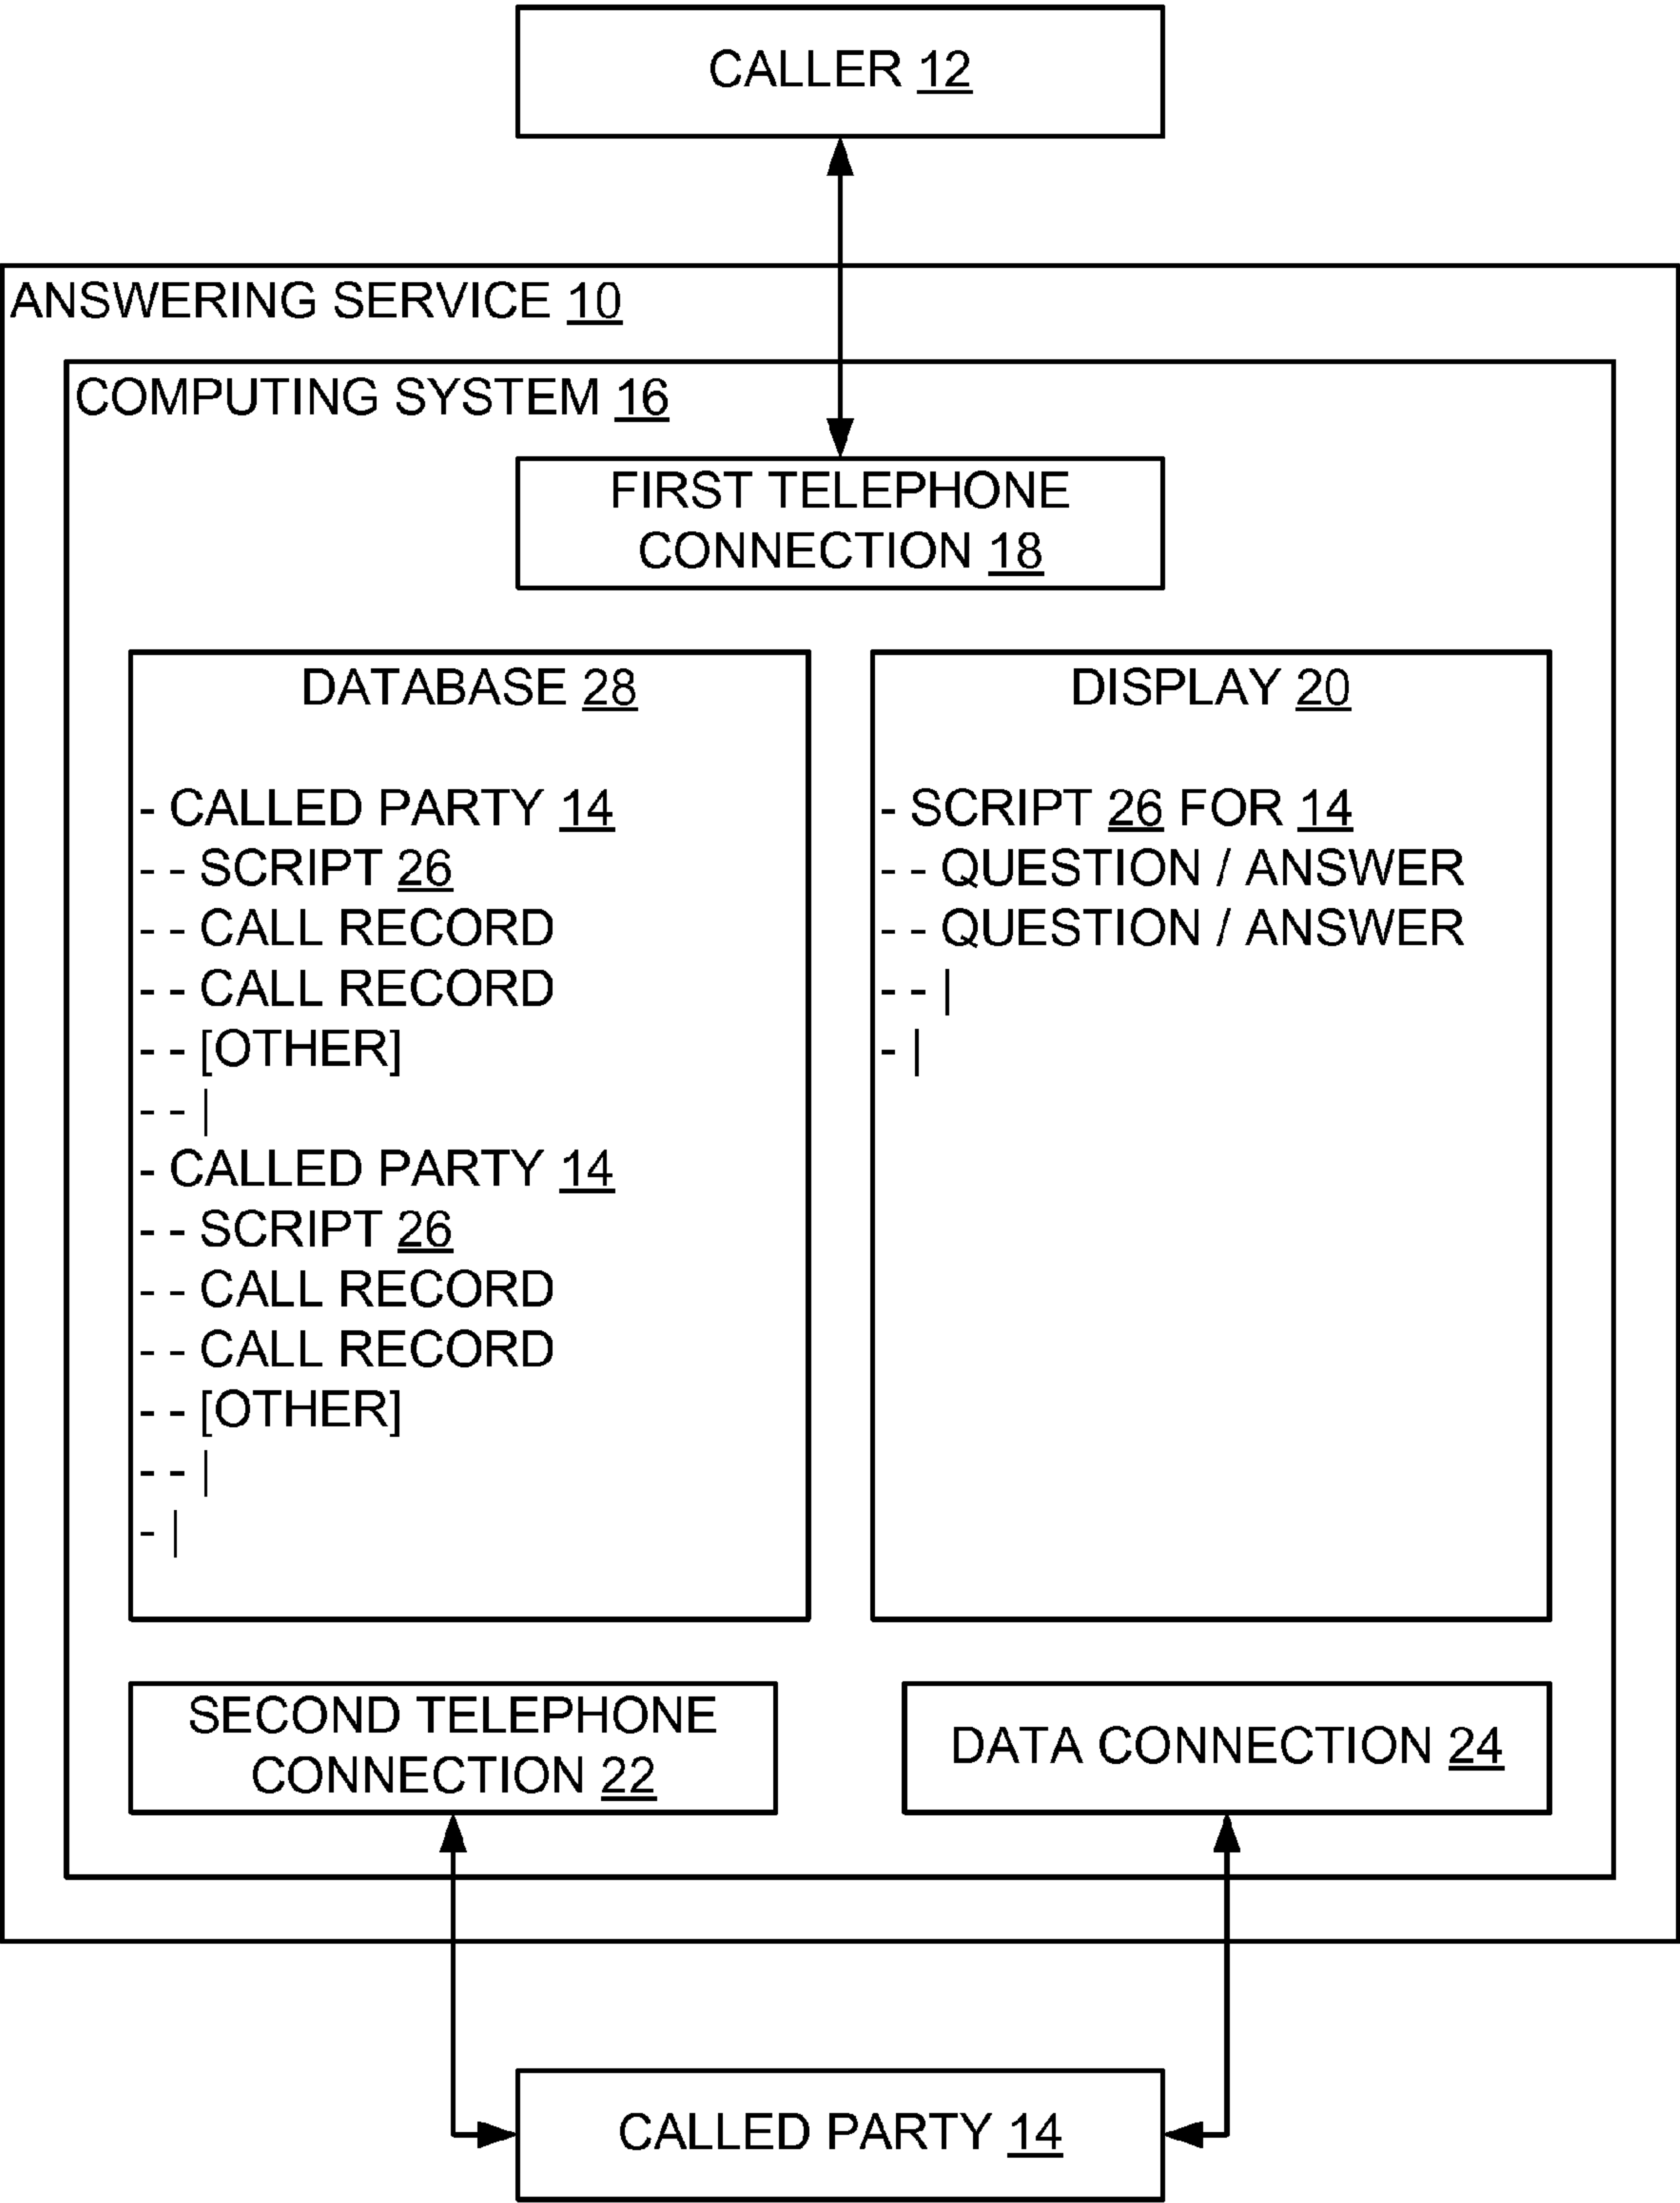 CALLER 12
ANSWERING SERVICE 10
COMPUTING SYSTEM 16
FIRST TELEPHONE
CONNECTION 18
DATABASE 28
- CALLED PARTY 14
- - SCRIPT 26
- - CALL RECORD
- - CALL RECORD
- - [OTHER]
- - |
- CALLED PARTY 14
- - SCRIPT 26
- - CALL RECORD
- - CALL RECORD
- - [OTHER]
- - |
- |
DISPLAY 20
- SCRIPT 26 FOR 14
- - QUESTION / ANSWER
- - QUESTION / ANSWER
- - |
- |
SECOND TELEPHONE
CONNECTION 22
DATA CONNECTION 24
CALLED PARTY 14